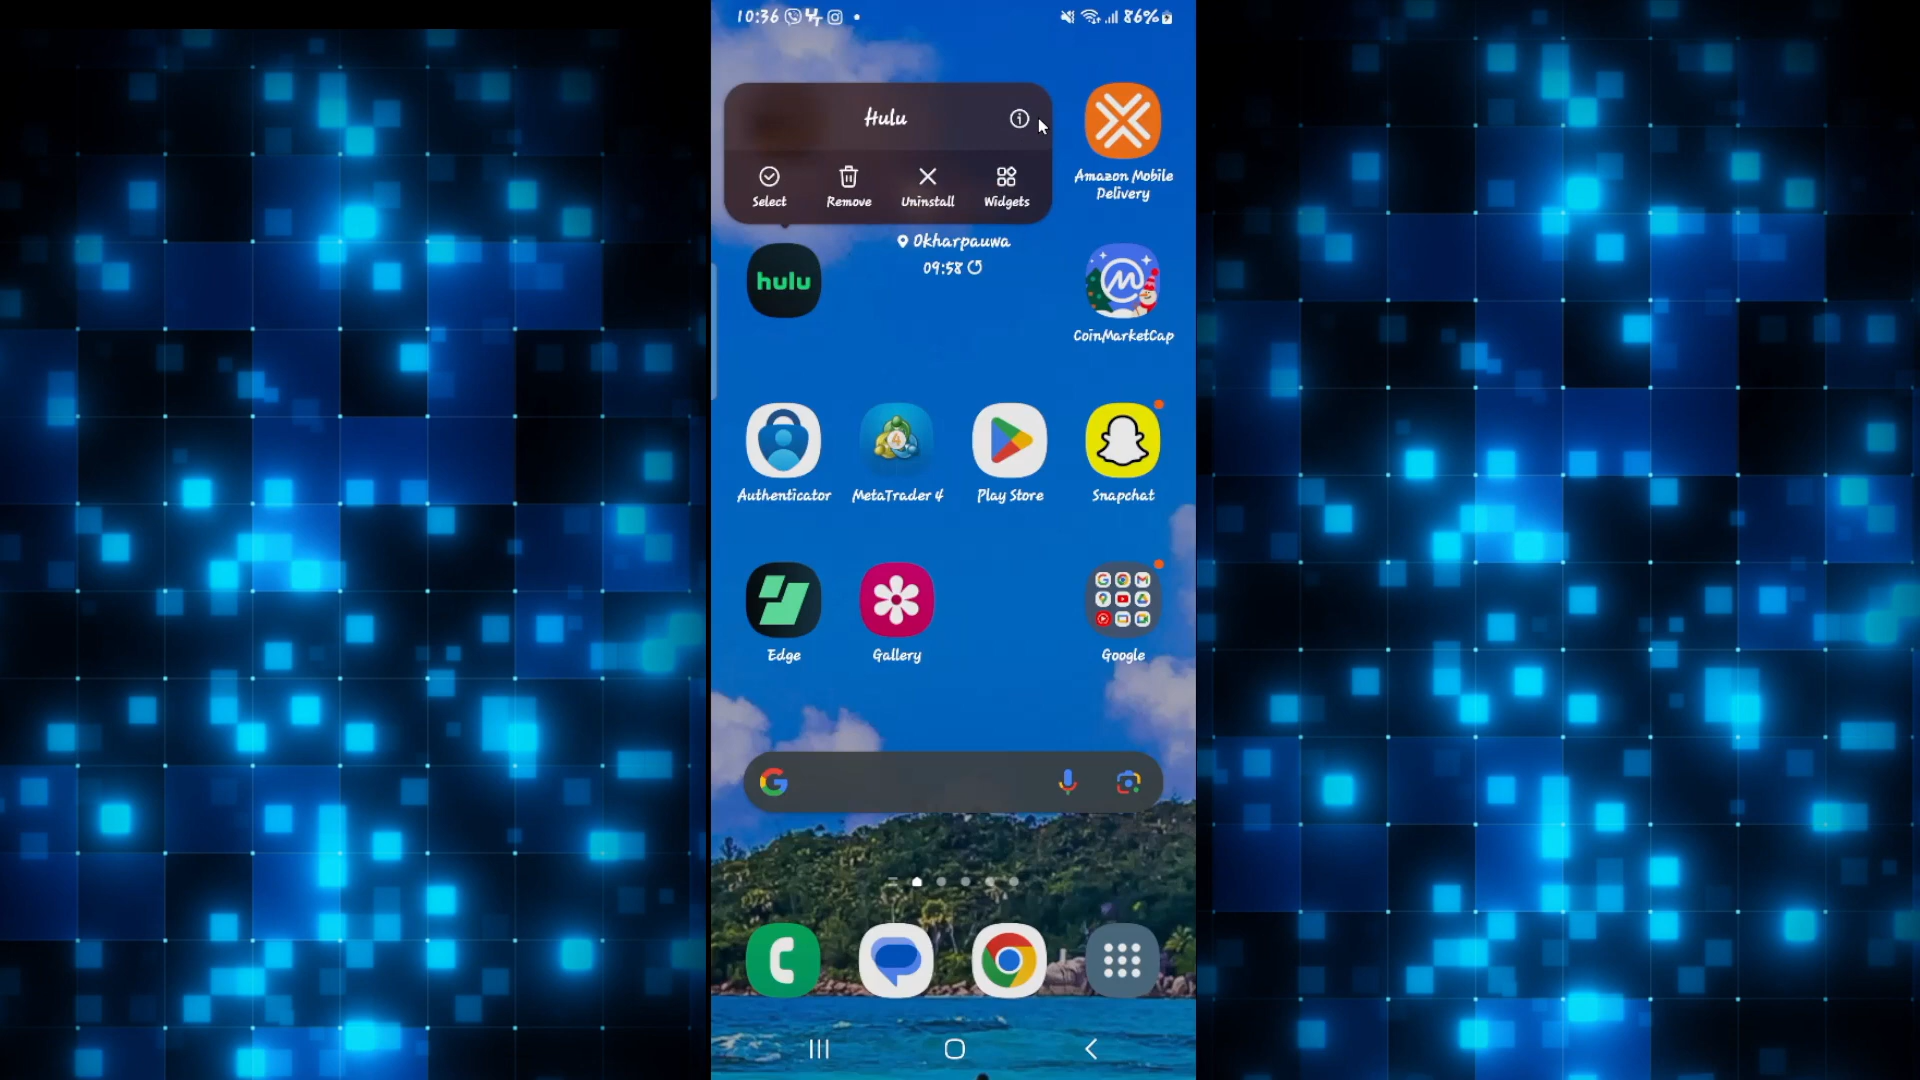 10:36
86%
Hulu
Select
Remove
Uninstall
Widgets
Amazon Mobile
Delivery
Okharpauwa
09:58
hulu
CoinMarketCap
4
Authenticator
MetaTrader 4
Play Store
Snapchat
Edge
Gallery
Google